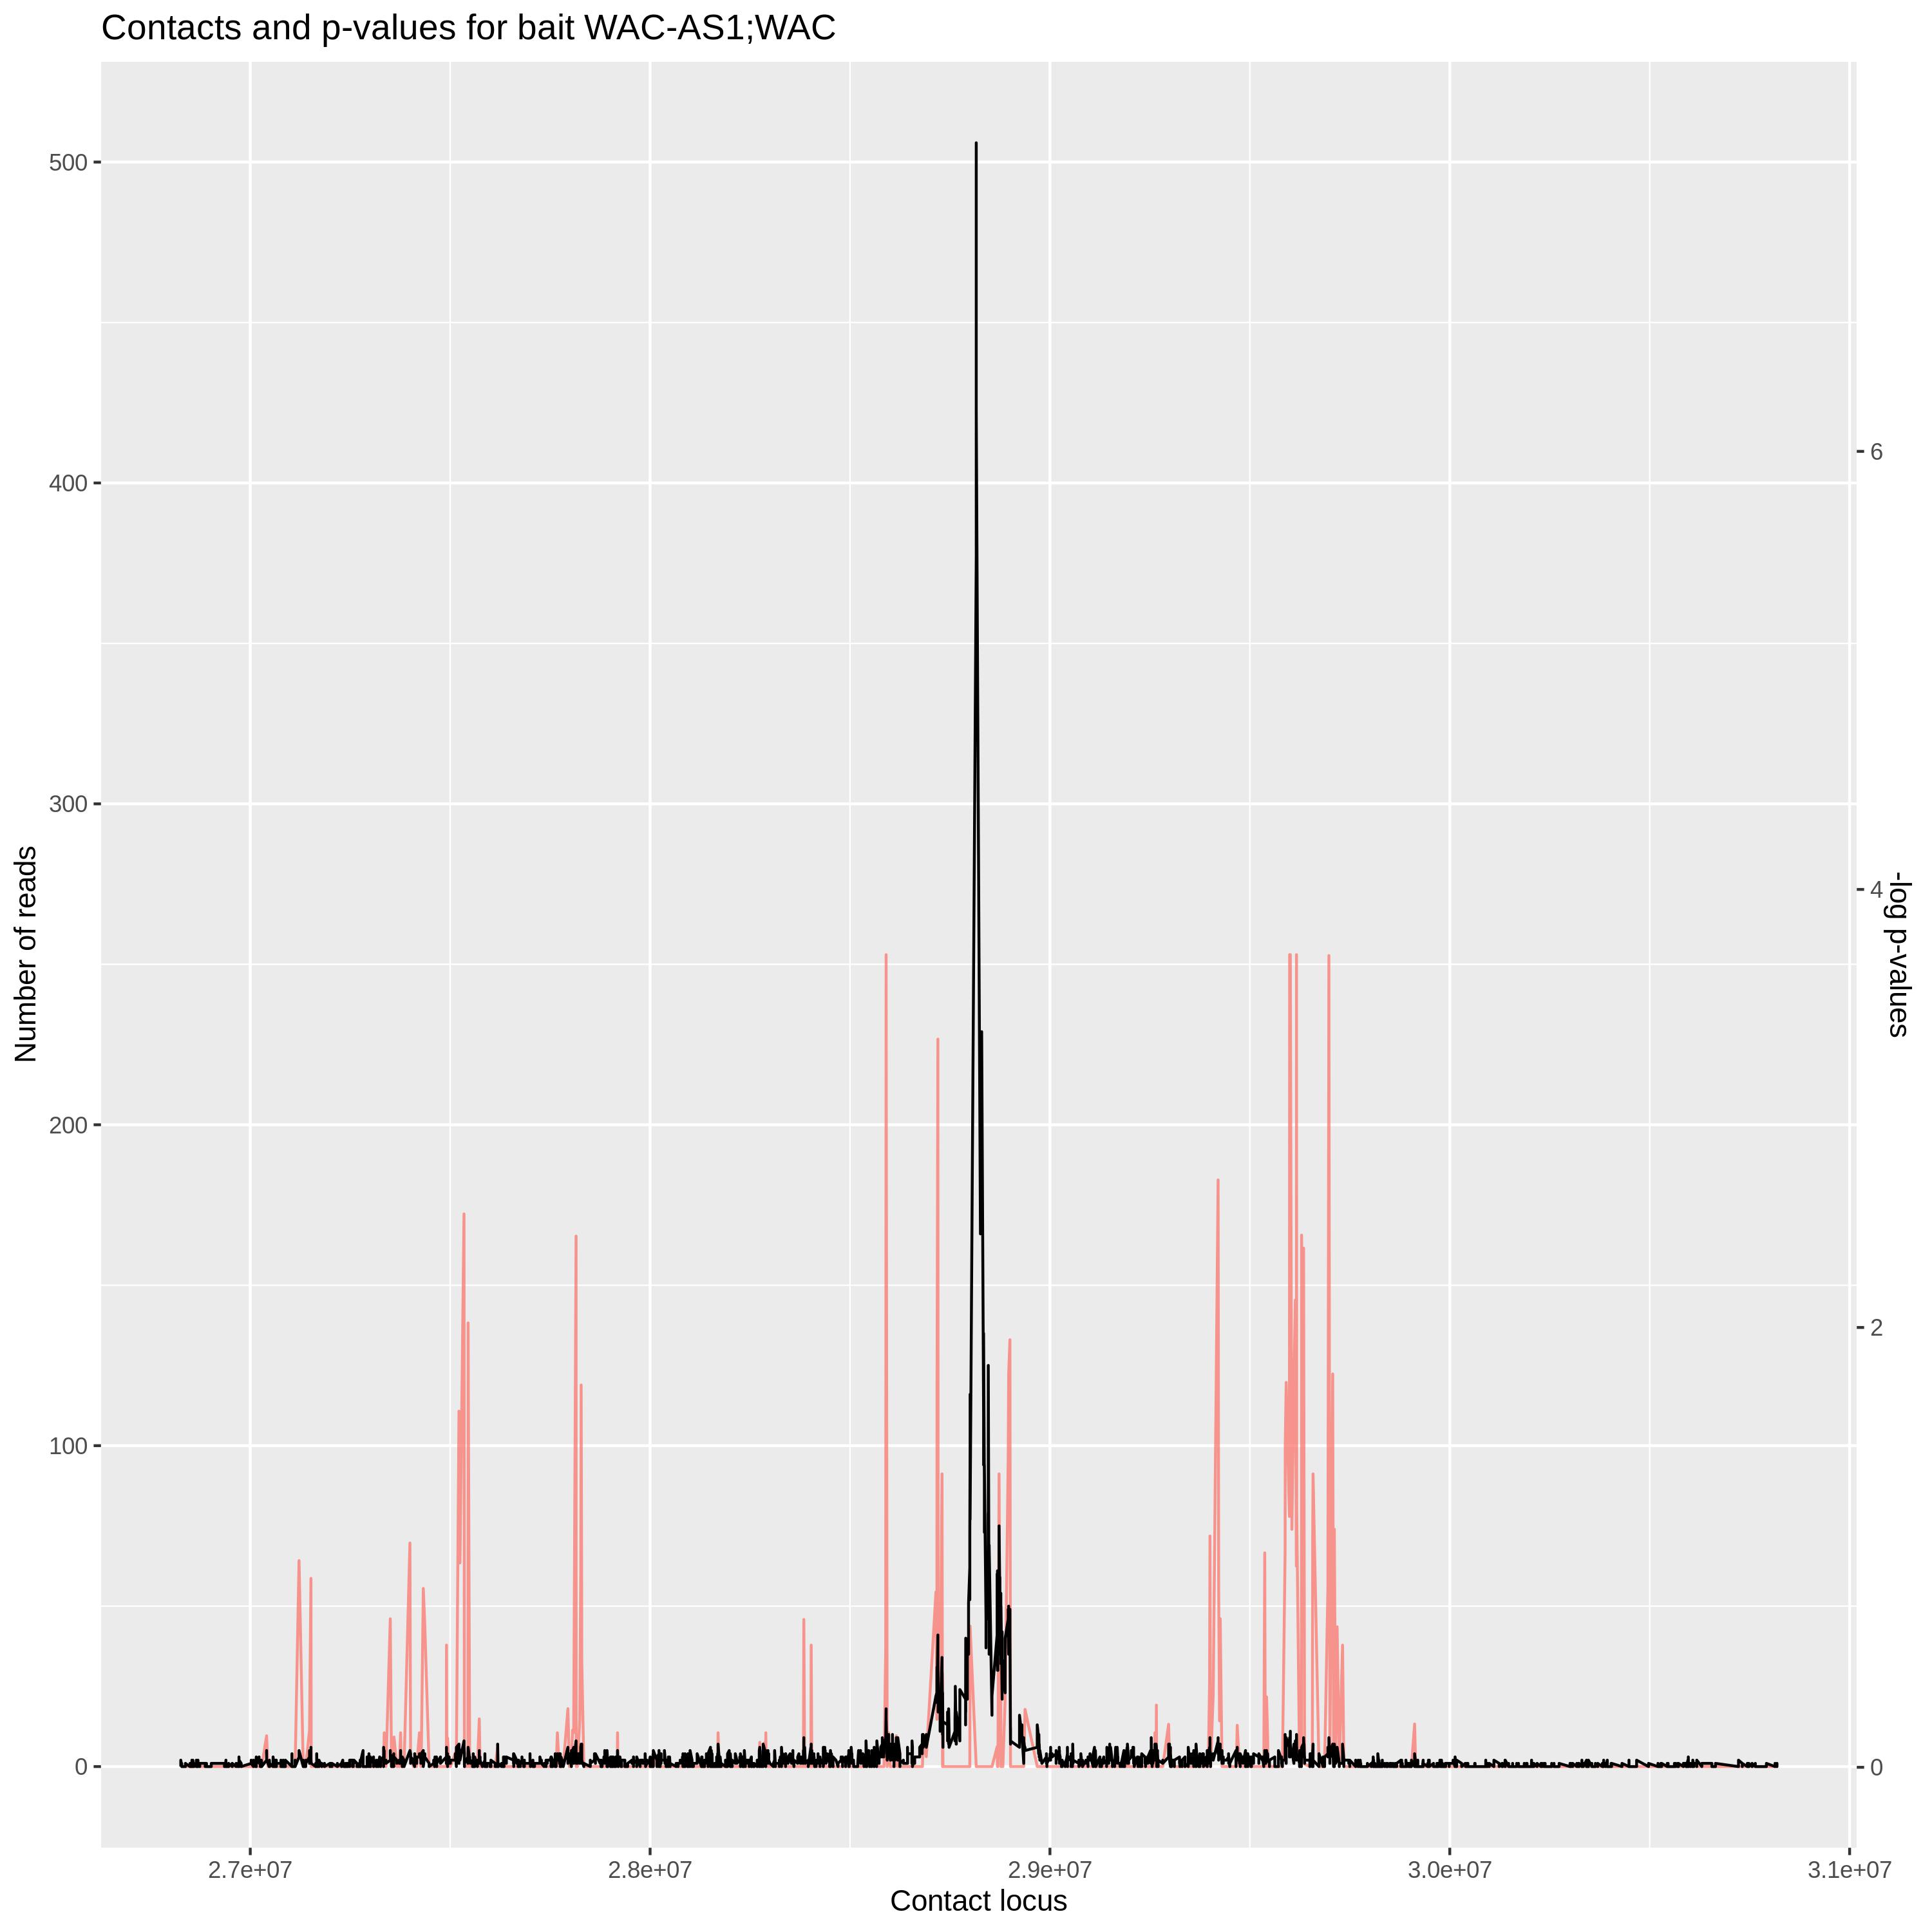 Contacts and p-values for bait WAC-AS1;WAC
500
400
300
200
100
0
Number of reads
6
4
2
0
-log p-values
2.7e+07
2.8e+07
2.9e+07
3.0e+07
3.1e+07
Contact locus